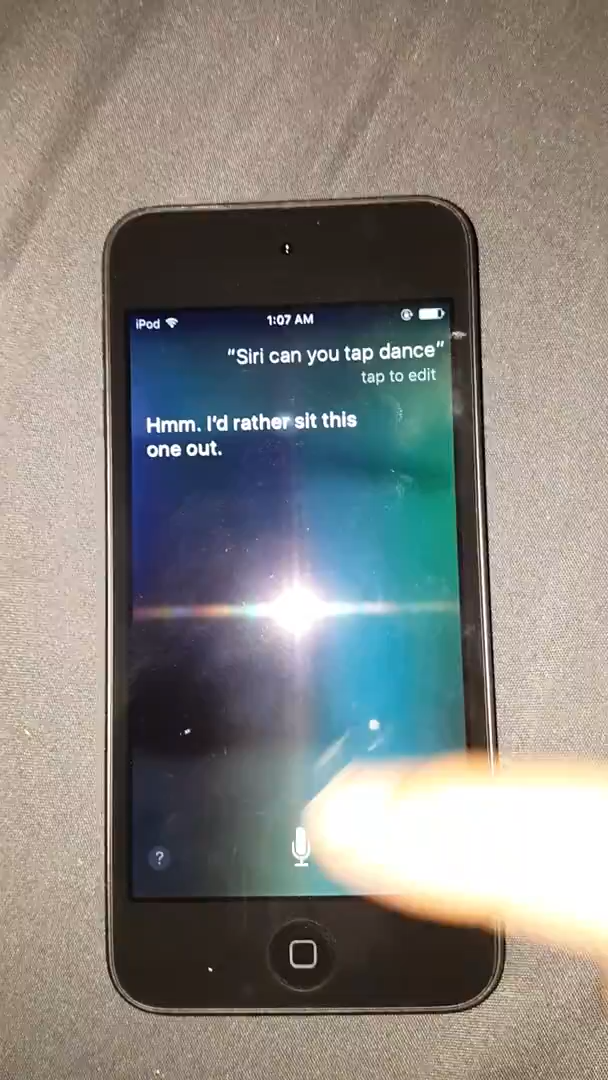 iPod 1:07 AM
“Siri can you tap dance”
tap to edit
Hmm. I'd rather sit this
one out.
?